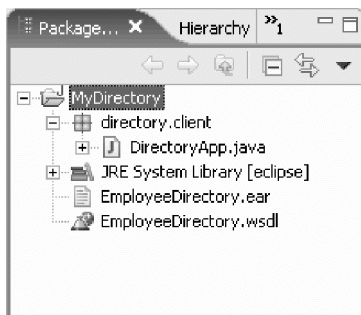 Package... Hierarchy »1
MyDirectory
directory.client
DirectoryApp.java
JRE System Library [eclipse]
EmployeeDirectory.ear
EmployeeDirectory.wsdl